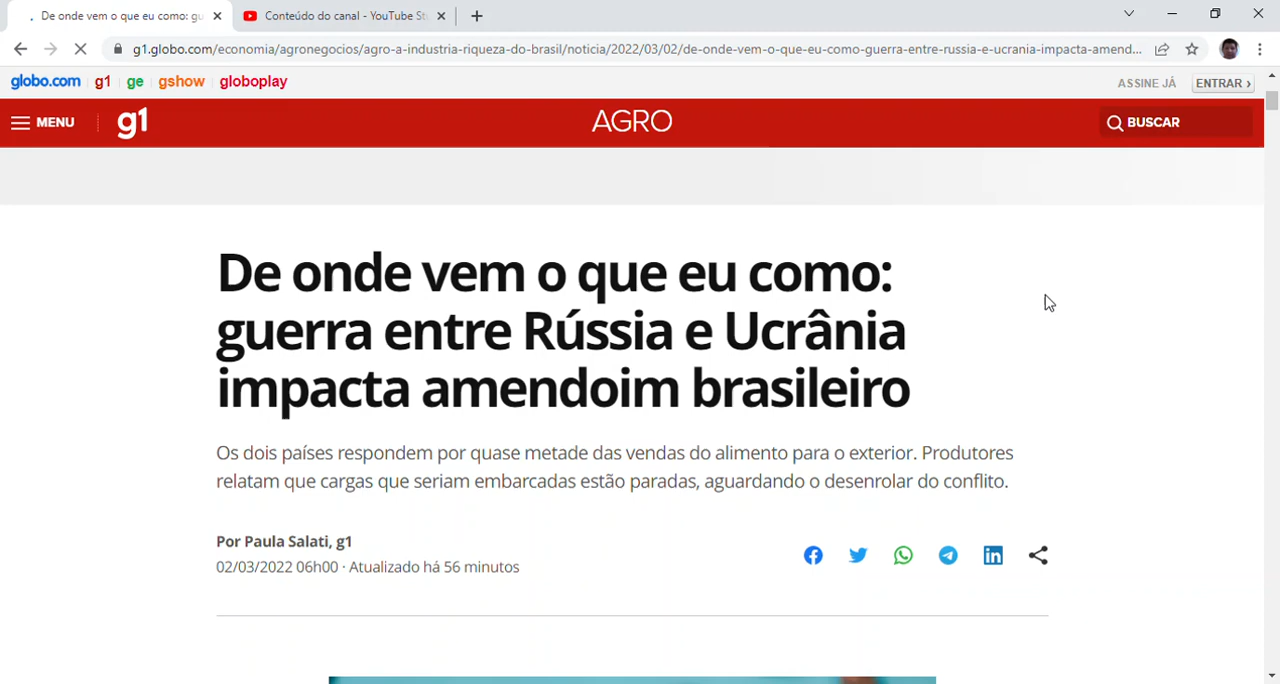 De onde vem o que eu como: gu
Conteúdo do canal - YouTube St
g1.globo.com/economia/agronegocios/agro-a-industria-riqueza-do-brasil/noticia/2022/03/02/de-onde-vem-o-que-eu-como-guerra-entre-russia-e-ucrania-impacta-amend...
globo.com g1 ge gshow globoplay ASSINE JÁ ENTRAR ›
MENU g1 AGRO BUSCAR
De onde vem o que eu como:
guerra entre Rússia e Ucrânia
impacta amendoim brasileiro
Os dois países respondem por quase metade das vendas do alimento para o exterior. Produtores
relatam que cargas que seriam embarcadas estão paradas, aguardando o desenrolar do conflito.
Por Paula Salati, g1
02/03/2022 06h00 · Atualizado há 56 minutos